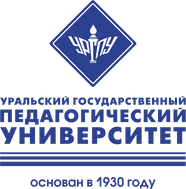 УРГПУ
УРАЛЬСКИЙ ГОСУДАРСТВЕННЫЙ
ПЕДАГОГИЧЕСКИЙ
УНИВЕРСИТЕТ
ОСНОВАН В 1930 ГОДУ